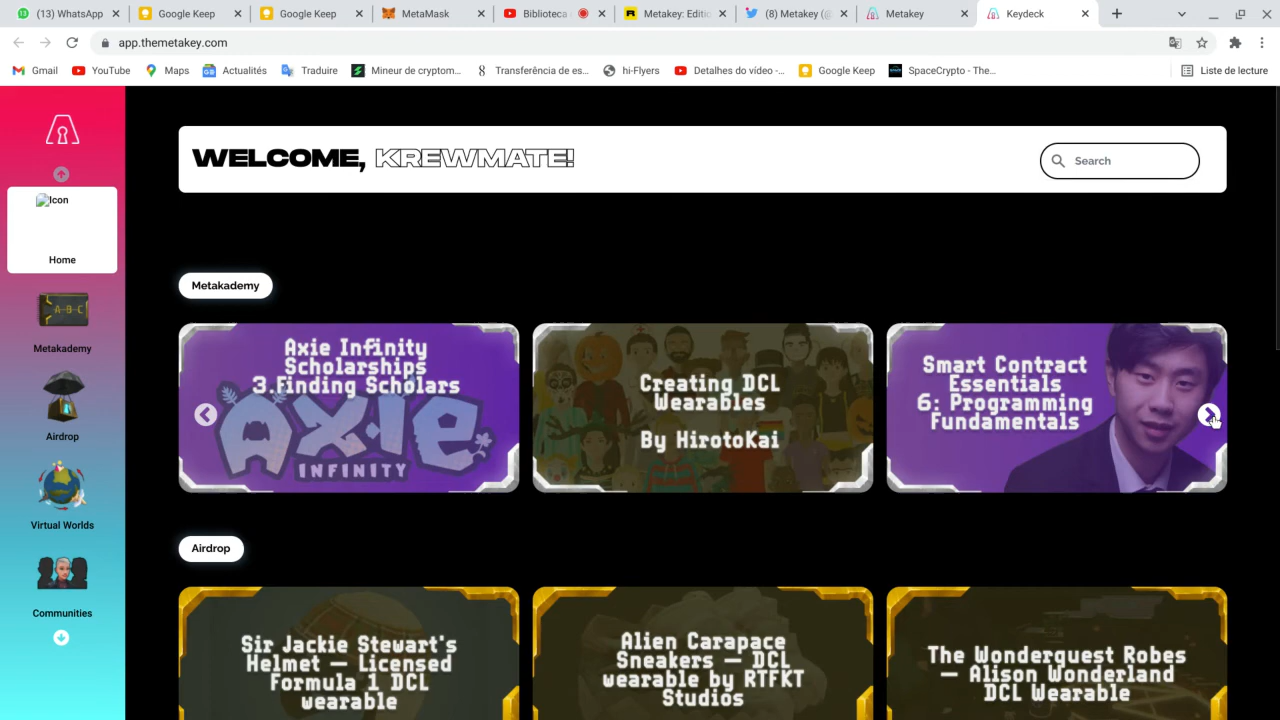 (13) WhatsApp
Google Keep
Google Keep
MetaMask
Biblioteca
Metakey: Editi
(8) Metakey (@
Metakey
Keydeck
app.themetakey.com
Gmail
YouTube
Maps
Actualités
Traduire
Mineur de cryptom...
Transferência de es...
hi-Flyers
Detalhes do vídeo -...
Google Keep
SpaceCrypto - The...
Liste de lecture
WELCOME, KREWMATE!
Search
Icon
Home
A-B-C
Metakademy
Airdrop
Virtual Worlds
Communities
Metakademy
Axie Infinity
Scholarships
3.Finding Scholars
AXIE
INFINITY
Creating DCL
Wearables
By HirotoKai
Smart Contract
Essentials
6: Programming
Fundamentals
Airdrop
Sir Jackie Stewart's
Helmet — Licensed
Formula 1 DCL
wearable
Alien Carapace
Sneakers — DCL
wearable by RTFKT
Studios
The Wonderquest Robes
— Alison Wonderland
DCL Wearable